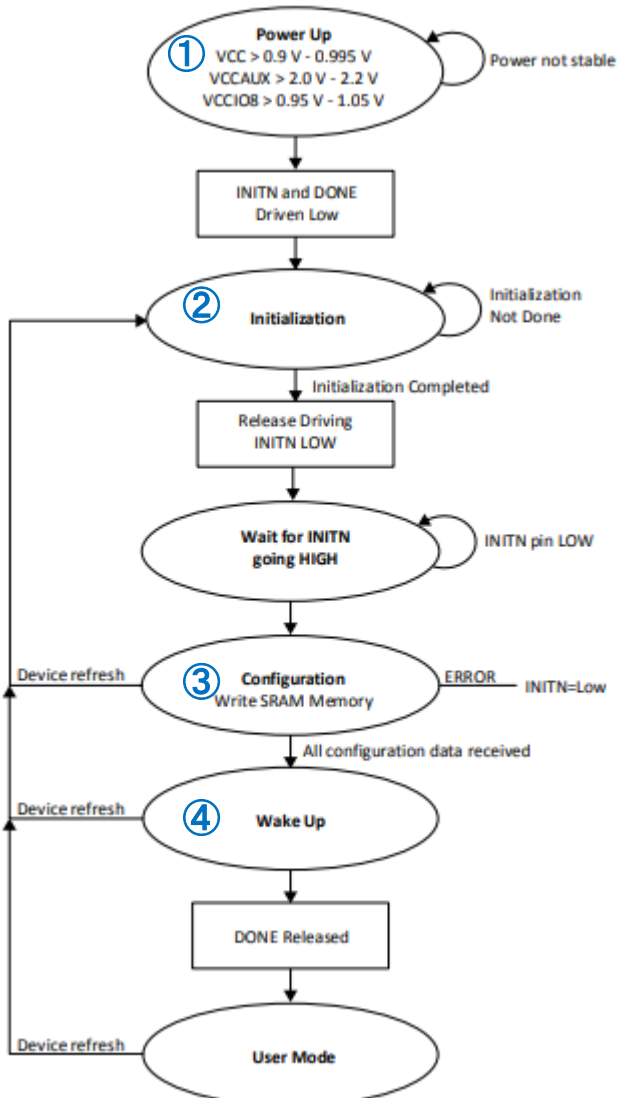 ①
Power Up
VCC > 0.9 V - 0.995 V
VCCAUX > 2.0 V - 2.2 V
VCCIO8 > 0.95 V - 1.05 V
Power not stable
INITN and DONE
Driven Low
②
Initialization
Initialization
Not Done
Initialization Completed
Release Driving
INITN LOW
Wait for INITN
going HIGH
INITN pin LOW
Device refresh
③
Configuration
Write SRAM Memory
ERROR
INITN=Low
All configuration data received
Device refresh
④
Wake Up
DONE Released
Device refresh
User Mode